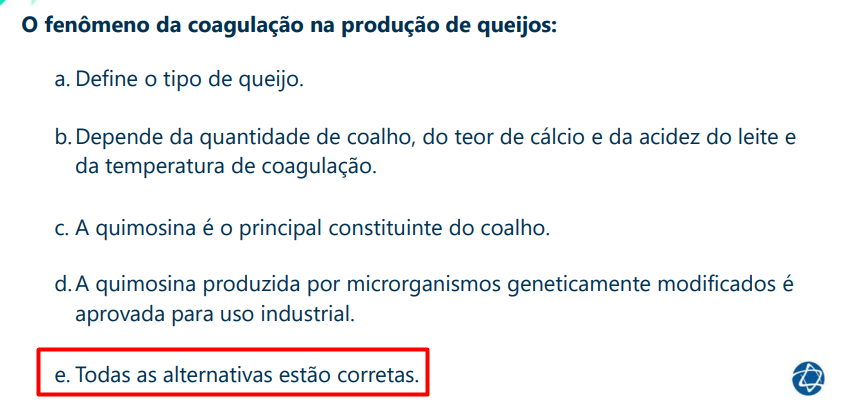 O fenômeno da coagulação na produção de queijos:
a. Define o tipo de queijo.
b. Depende da quantidade de coalho, do teor de cálcio e da acidez do leite e
da temperatura de coagulação.
c. A quimosina é o principal constituinte do coalho.
d. A quimosina produzida por microrganismos geneticamente modificados é
aprovada para uso industrial.
e. Todas as alternativas estão corretas.